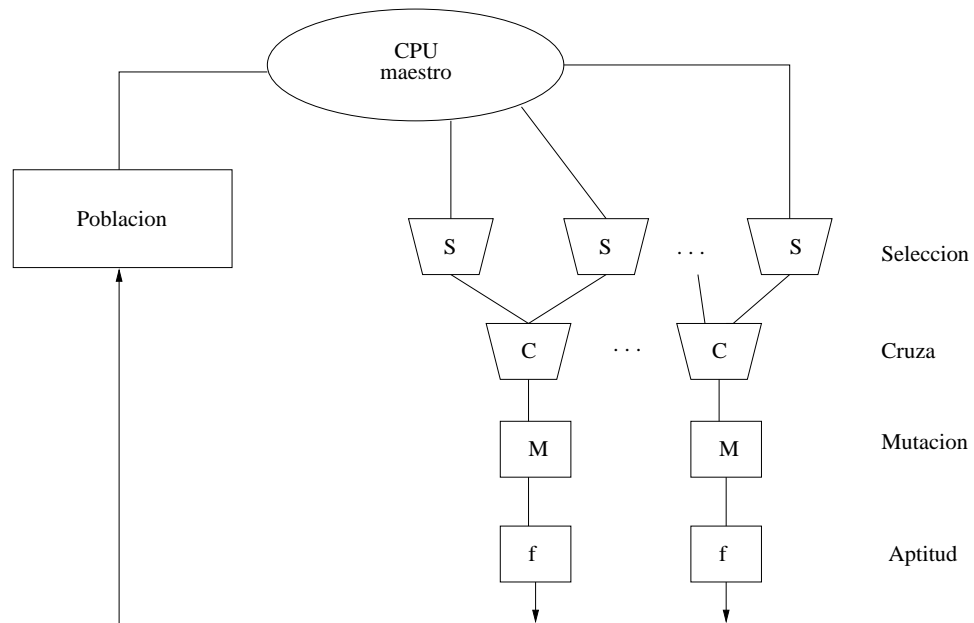 CPU
maestro
Poblacion
S S . . . S Seleccion
C . . . C Cruza
M M Mutacion
f f Aptitud